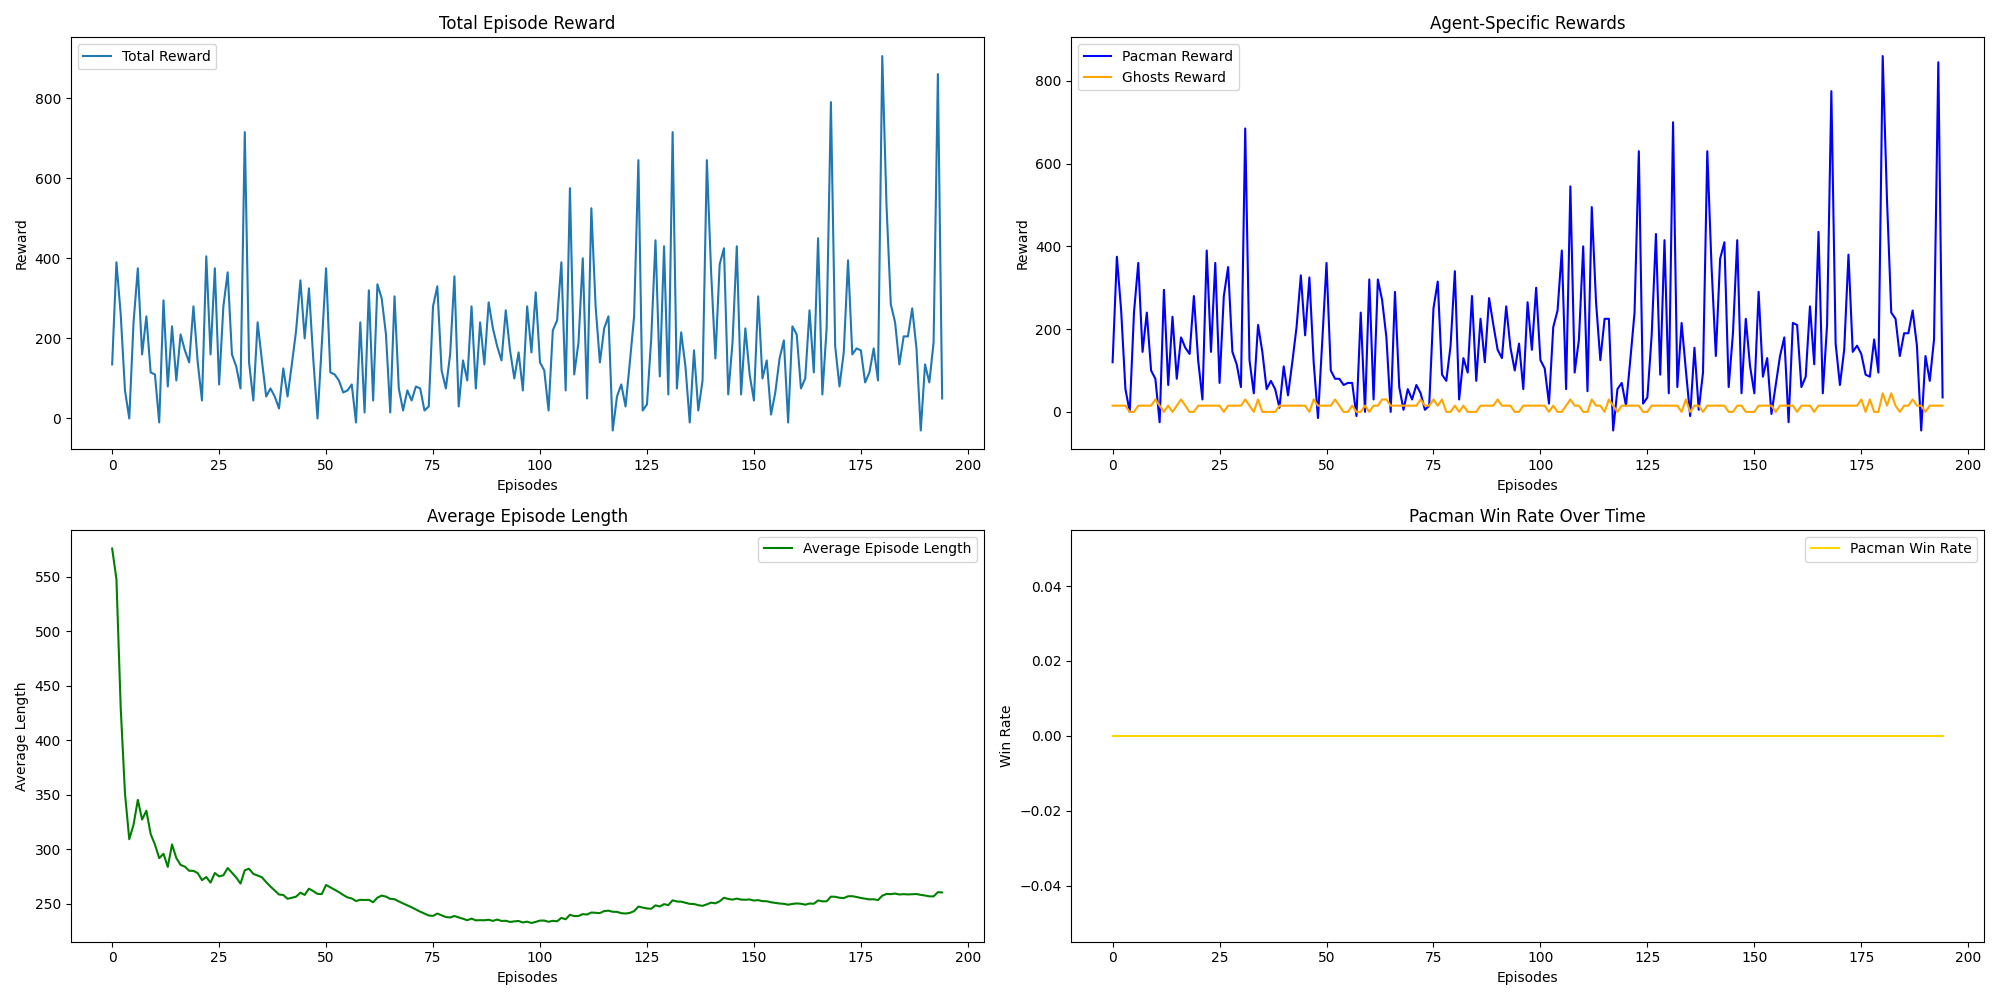 Total Episode Reward
Total Reward
Reward
800
600
400
200
0
0 25 50 75 100 125 150 175 200
Episodes
Agent-Specific Rewards
Pacman Reward
Ghosts Reward
Reward
800
600
400
200
0
0 25 50 75 100 125 150 175 200
Episodes
Average Episode Length
Average Episode Length
Average Length
550
500
450
400
350
300
250
0 25 50 75 100 125 150 175 200
Episodes
Pacman Win Rate Over Time
Pacman Win Rate
Win Rate
0.04
0.02
0.00
−0.02
−0.04
0 25 50 75 100 125 150 175 200
Episodes